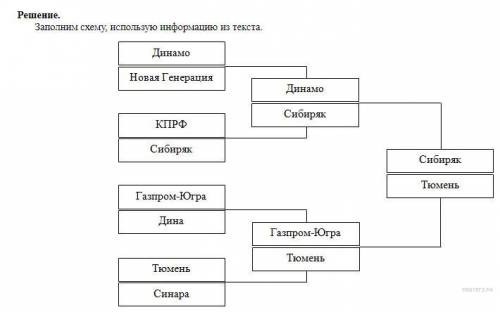 Решение.
Заполним схему, использую информацию из текста.
Динамо
Новая Генерация
КПРФ
Сибиряк
Газпром-Югра
Дина
Тюмень
Синара
Динамо
Сибиряк
Газпром-Югра
Тюмень
Сибиряк
Тюмень